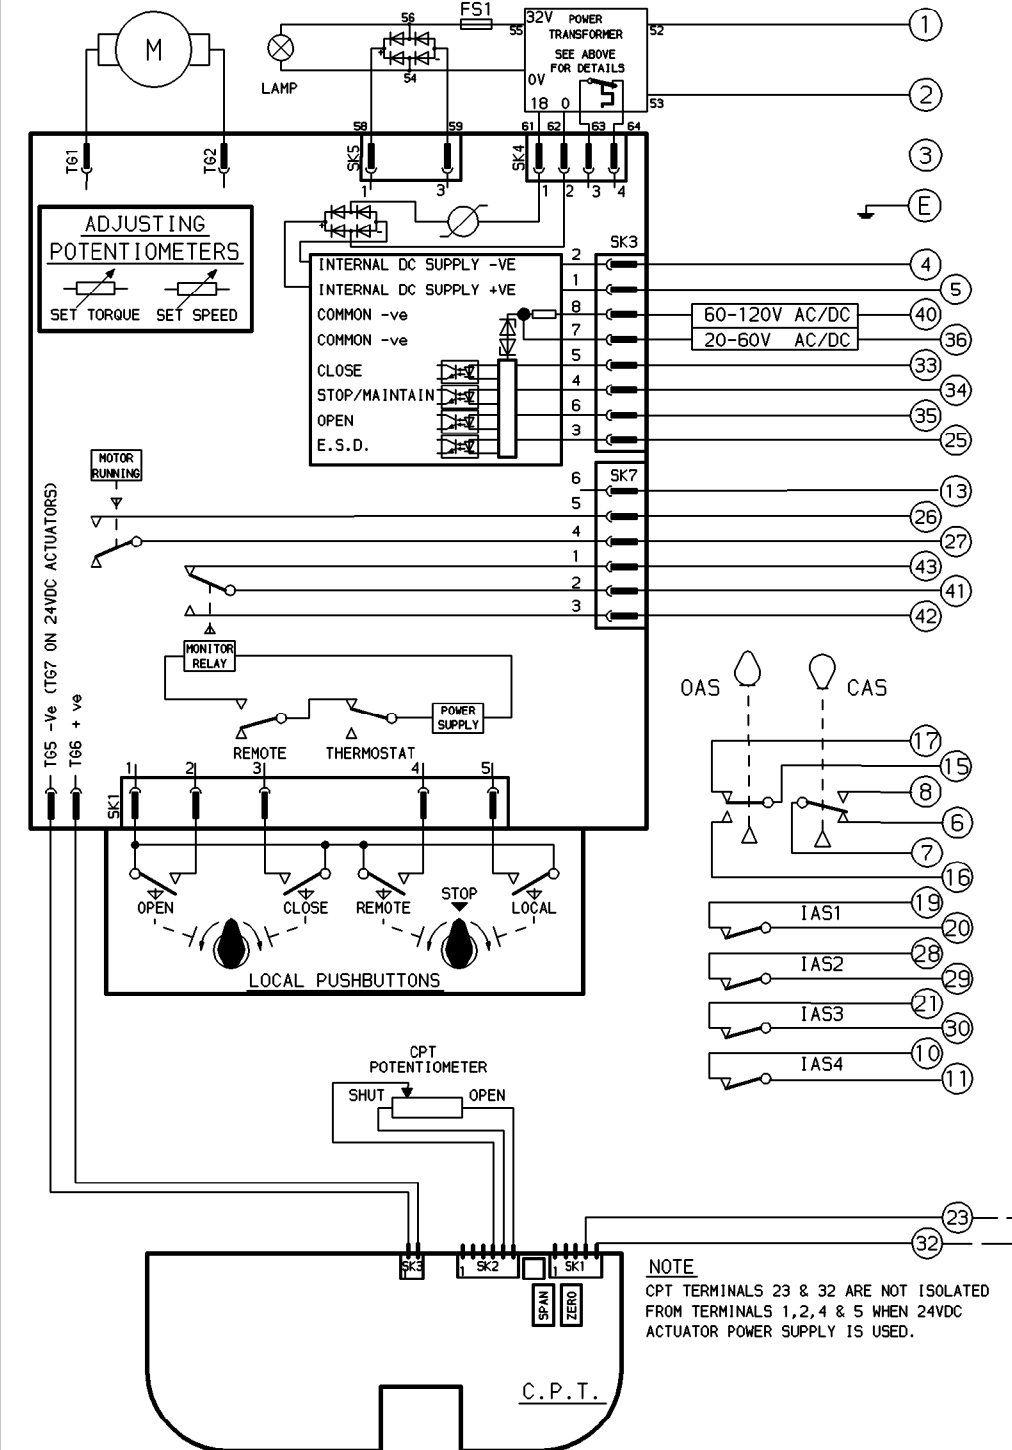 FS1
56
55
32V
POWER
TRANSFORMER
SEE ABOVE
FOR DETAILS
0V
18
0
52
1
M
LAMP
54
53
2
58
59
61
62
63
64
TG1
TG2
SK5
SK4
1
3
1
2
3
4
3
E
ADJUSTING
POTENTIOMETERS
SET TORQUE
SET SPEED
+
-
+
-
SK3
INTERNAL DC SUPPLY -VE
2
4
INTERNAL DC SUPPLY +VE
1
5
COMMON -ve
8
60-120V AC/DC
40
COMMON -ve
7
20-60V AC/DC
36
CLOSE
5
33
STOP/MAINTAIN
4
34
OPEN
6
35
E.S.D.
3
25
MOTOR
RUNNING
SK7
6
13
5
26
4
27
1
43
2
41
3
42
TG5 -Ve (TG7 ON 24VDC ACTUATORS)
TG6 + ve
MONITOR
RELAY
POWER
SUPPLY
REMOTE
THERMOSTAT
OAS
CAS
17
15
8
6
7
16
SK1
1
2
3
4
5
OPEN
CLOSE
REMOTE
STOP
LOCAL
LOCAL PUSHBUTTONS
IAS1
19
20
IAS2
28
29
IAS3
21
30
IAS4
10
11
CPT
POTENTIOMETER
SHUT
OPEN
23
32
SK3
1
SK2
1
SK1
1
SPAN
ZERO
NOTE
CPT TERMINALS 23 & 32 ARE NOT ISOLATED
FROM TERMINALS 1,2,4 & 5 WHEN 24VDC
ACTUATOR POWER SUPPLY IS USED.
C.P.T.